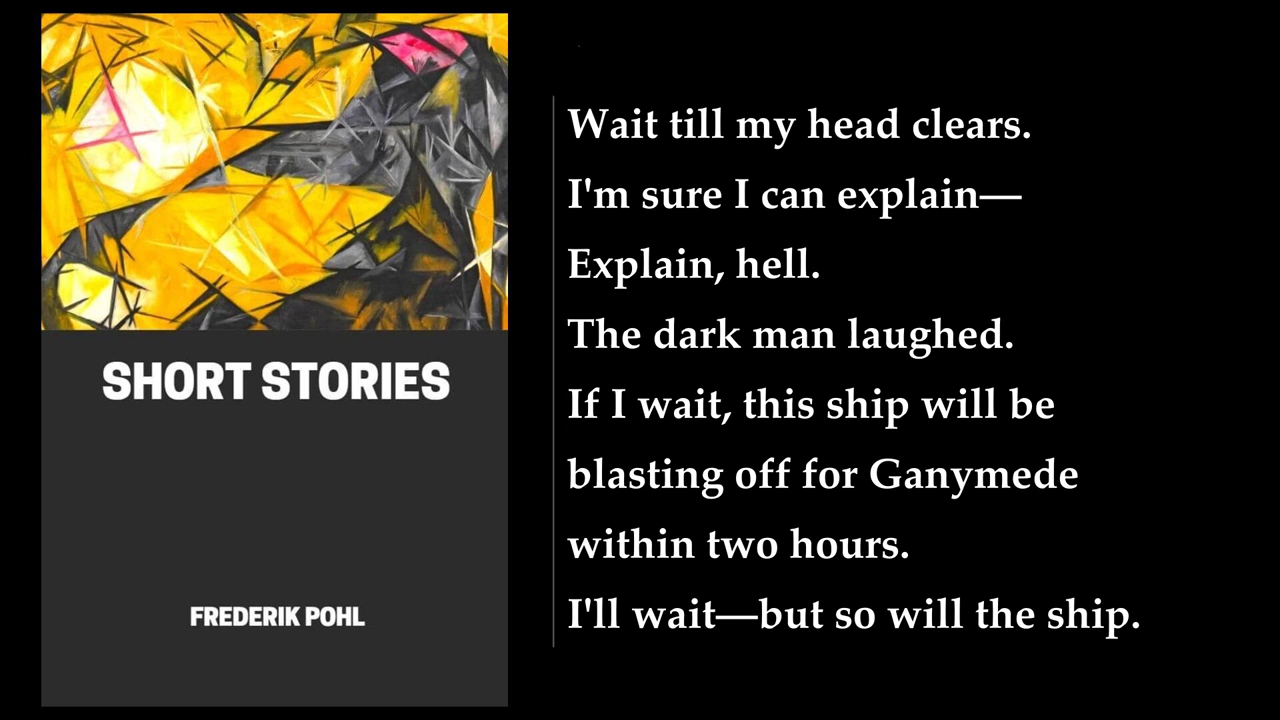 SHORT STORIES
FREDERIK POHL
Wait till my head clears.
I'm sure I can explain—
Explain, hell.
The dark man laughed.
If I wait, this ship will be
blasting off for Ganymede
within two hours.
I'll wait—but so will the ship.